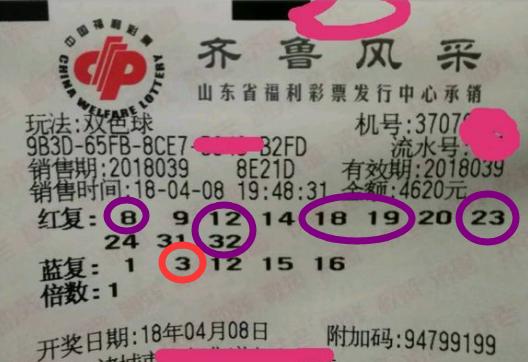 中国福利彩票
CHINA WELFARE LOTTERY
齐鲁风采
山东省福利彩票发行中心承销
玩法:双色球 机号:3707
9B3D-65FB-8CE7- 32FD 流水号:
销售期:2018039 8E21D 有效期:2018039
销售时间:18-04-08 19:48:31 金额:4620元
红复: 8 9 12 14 18 19 20 23
24 31 32
蓝复: 1 3 12 15 16
倍数:1
开奖日期:18年04月08日 附加码:94799199
诸城市